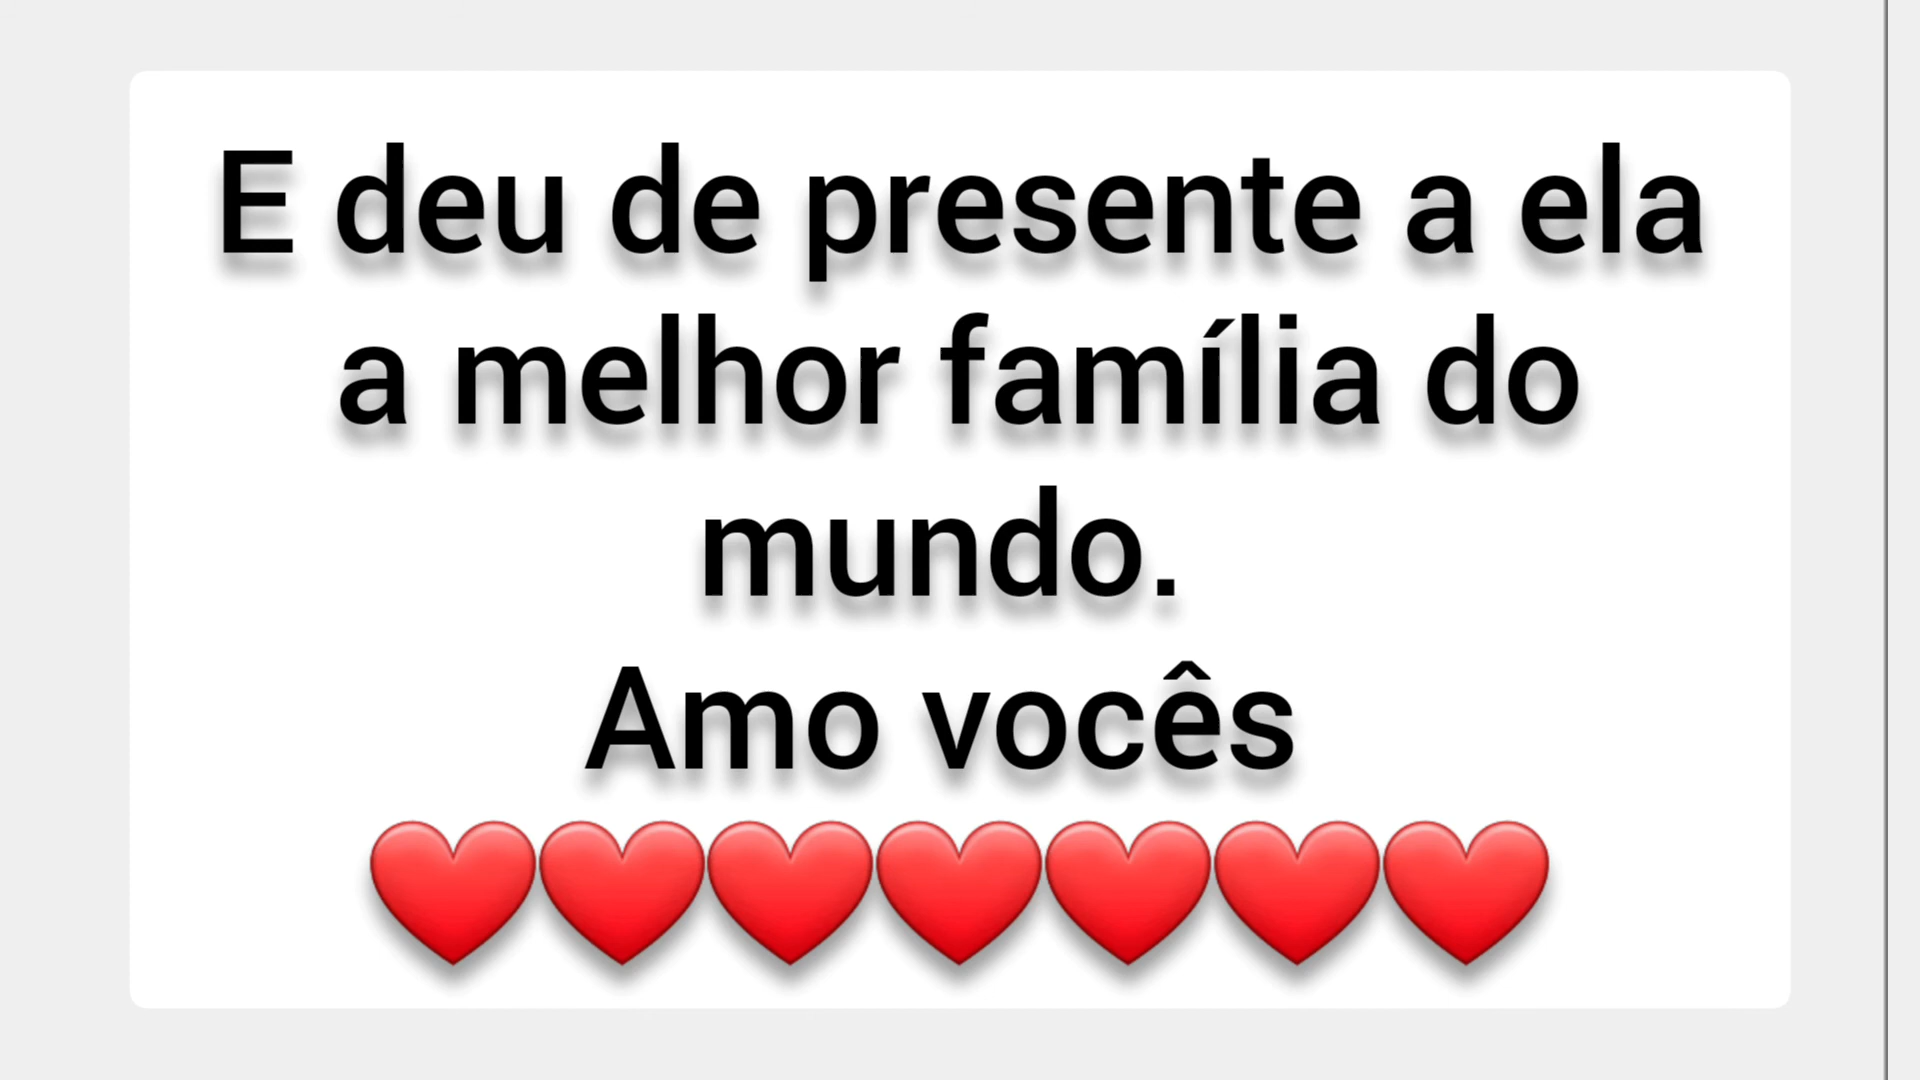 E deu de presente a ela
a melhor família do
mundo.
Amo vocês
❤️❤️❤️❤️❤️❤️❤️